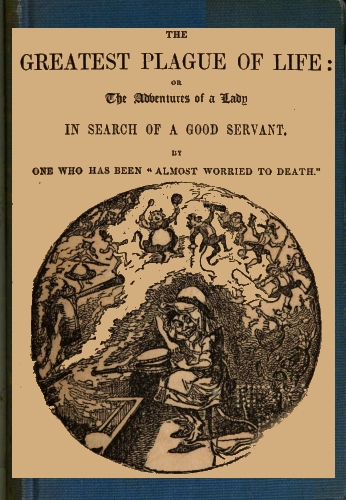 THE
GREATEST PLAGUE OF LIFE:
OR
The Adventures of a Lady
IN SEARCH OF A GOOD SERVANT.
BY
ONE WHO HAS BEEN "ALMOST WORRIED TO DEATH."